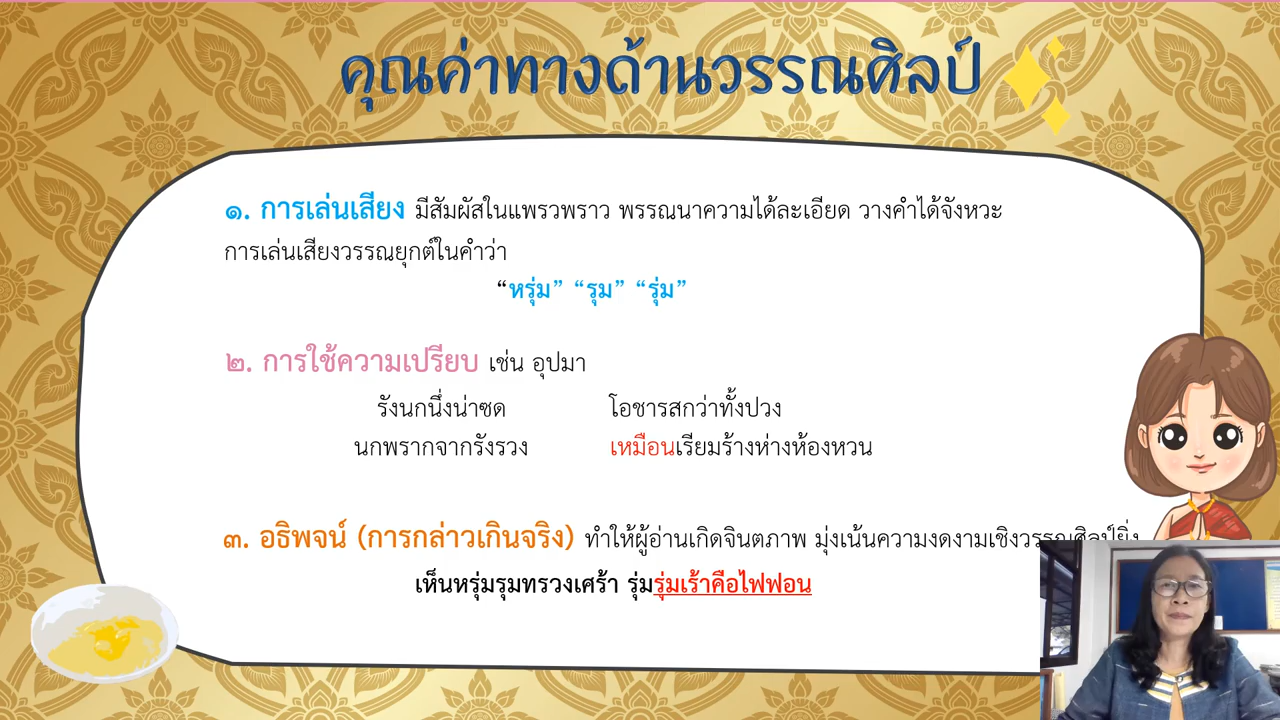 คุณค่าทางด้านวรรณศิลป์
๑. การเล่นเสียง มีสัมผัสในแพรวพราว พรรณนาความได้ละเอียด วางคำได้จังหวะ
การเล่นเสียงวรรณยุกต์ในคำว่า
“หรุ่ม” “รุม” “รุ่ม”
๒. การใช้ความเปรียบ เช่น อุปมา
รังนกนึ่งน่าซด โอชารสกว่าทั้งปวง
นกพรากจากรังรวง เหมือนเรียมร้างห่างห้องหวน
๓. อธิพจน์ (การกล่าวเกินจริง) ทำให้ผู้อ่านเกิดจินตภาพ มุ่งเน้นความงดงามเชิงวรรณศิลป์ยิ่ง
เห็นหรุ่มรุมทรวงเศร้า รุ่มรุ่มเร้าคือไฟฟอน